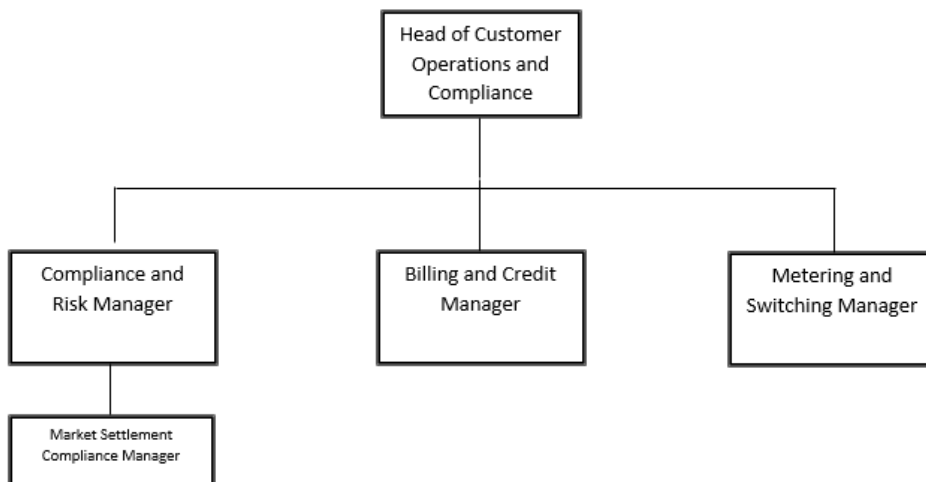 Head of Customer
Operations and
Compliance
Compliance and
Risk Manager
Billing and Credit
Manager
Metering and
Switching Manager
Market Settlement
Compliance Manager